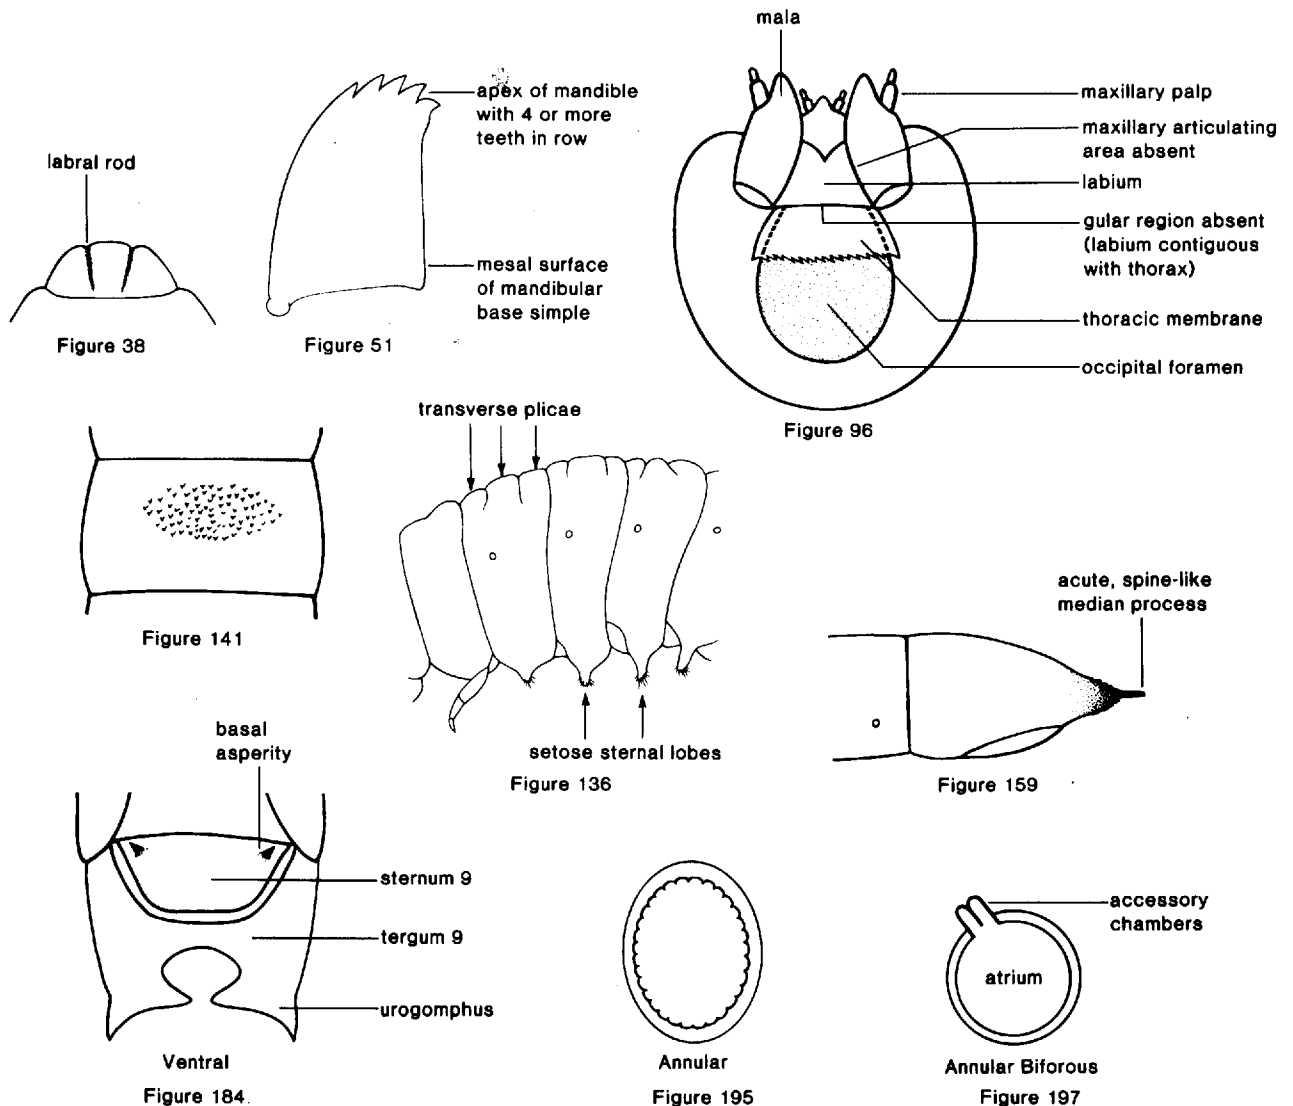 mala
labral rod
apex of mandible
with 4 or more
teeth in row
mesal surface
of mandibular
base simple
maxillary palp
maxillary articulating
area absent
labium
gular region absent
(labium contiguous
with thorax)
thoracic membrane
occipital foramen
Figure 38
Figure 51
Figure 96
transverse plicae
Figure 141
setose sternal lobes
Figure 136
acute, spine-like
median process
Figure 159
basal
asperity
sternum 9
tergum 9
urogomphus
Ventral
Figure 184.
Annular
Figure 195
accessory
chambers
atrium
Annular Biforous
Figure 197